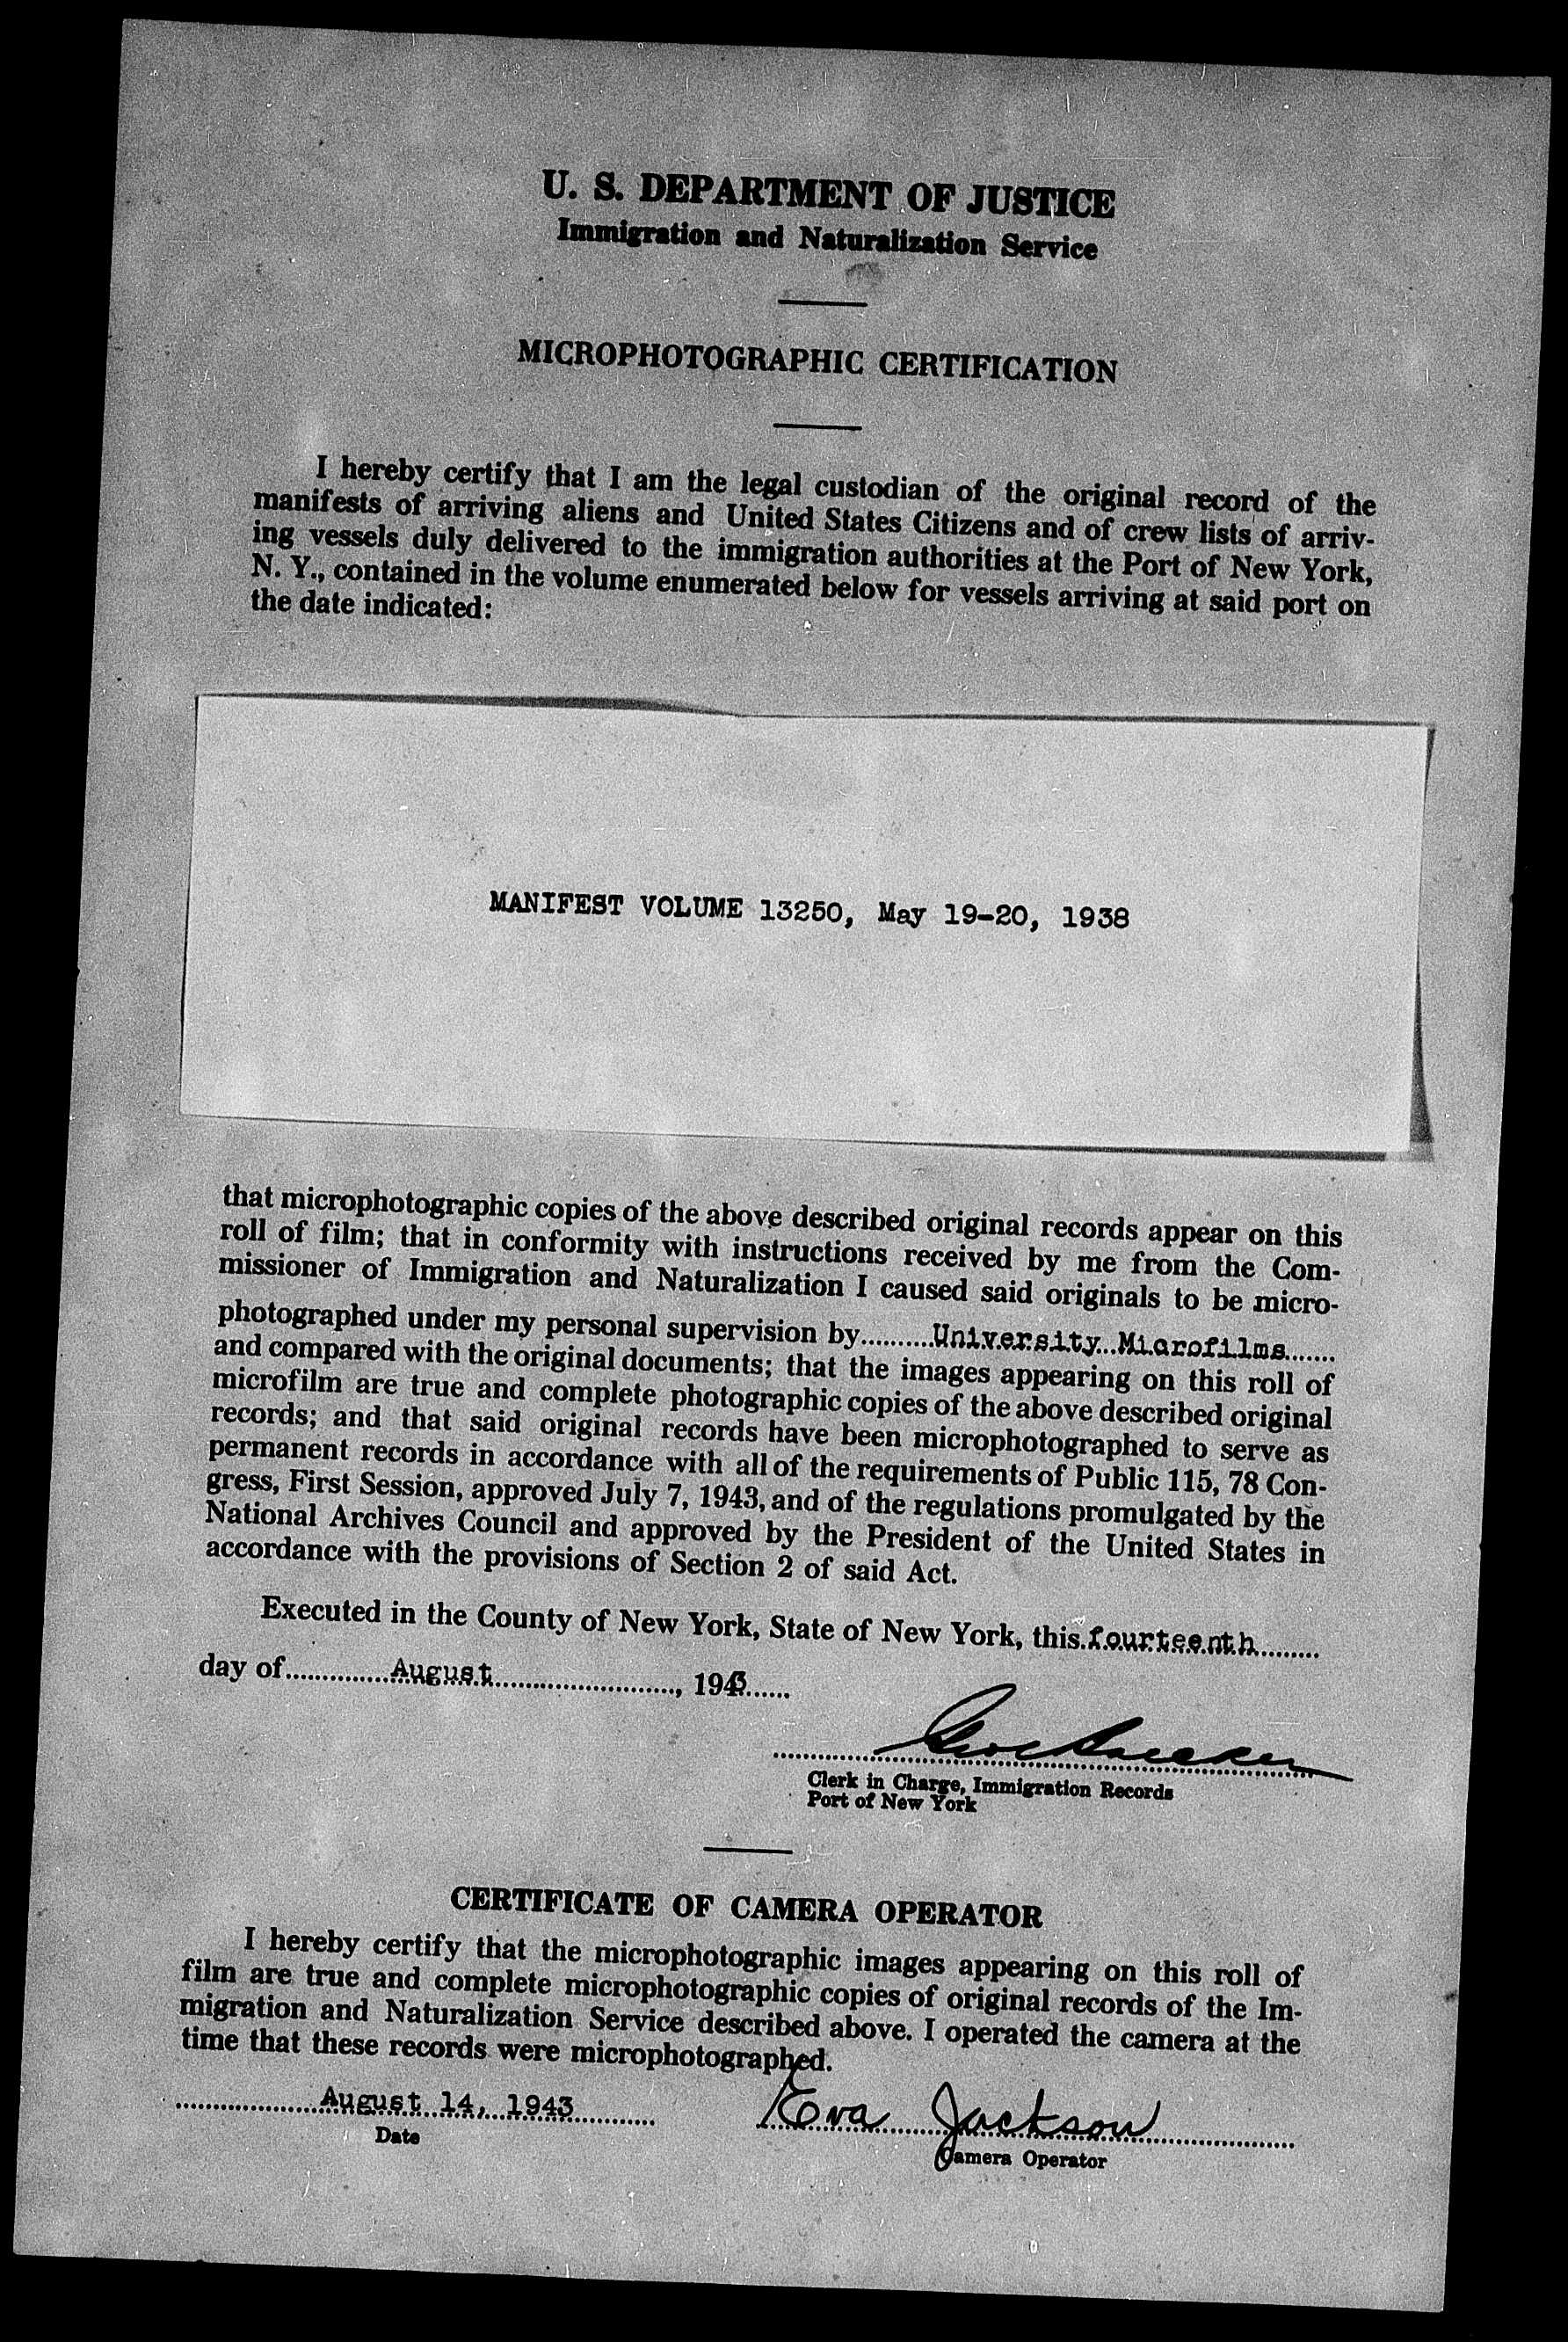 U. S. DEPARTMENT OF JUSTICE
Immigration and Naturalization Service
MICROPHOTOGRAPHIC CERTIFICATION
I hereby certify that I am the legal custodian of the original record of the
manifests of arriving aliens and United States Citizens and of crew lists of arriv-
ing vessels duly delivered to the immigration authorities at the Port of New York,
N. Y., contained in the volume enumerated below for vessels arriving at said port on
the date indicated:
MANIFEST VOLUME 13250, May 19-20, 1938
that microphotographic copies of the above described original records appear on this
roll of film; that in conformity with instructions received by me from the Com-
missioner of Immigration and Naturalization I caused said originals to be micro-
photographed under my personal supervision by University Microfilms
and compared with the original documents; that the images appearing on this roll of
microfilm are true and complete photographic copies of the above described original
records; and that said original records have been microphotographed to serve as
permanent records in accordance with all of the requirements of Public 115, 78 Con-
gress, First Session, approved July 7, 1943, and of the regulations promulgated by the
National Archives Council and approved by the President of the United States in
accordance with the provisions of Section 2 of said Act.
Executed in the County of New York, State of New York, this fourteenth
day of August, 1943
Clerk in Charge, Immigration Records
Port of New York
CERTIFICATE OF CAMERA OPERATOR
I hereby certify that the microphotographic images appearing on this roll of
film are true and complete microphotographic copies of original records of the Im-
migration and Naturalization Service described above. I operated the camera at the
time that these records were microphotographed.
August 14, 1943 Eva Jackson
Date
Camera Operator